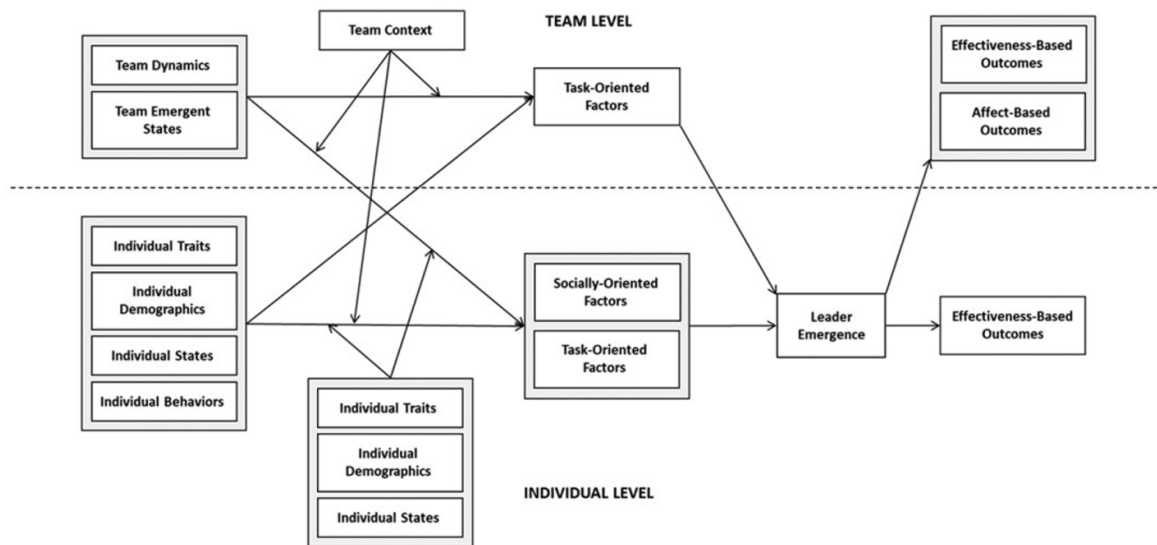 TEAM LEVEL
Team Context
Team Dynamics
Team Emergent
States
Task-Oriented
Factors
Effectiveness-Based
Outcomes
Affect-Based
Outcomes
Individual Traits
Individual
Demographics
Individual States
Individual Behaviors
Socially-Oriented
Factors
Task-Oriented
Factors
Leader
Emergence
Effectiveness-Based
Outcomes
Individual Traits
Individual
Demographics
Individual States
INDIVIDUAL LEVEL